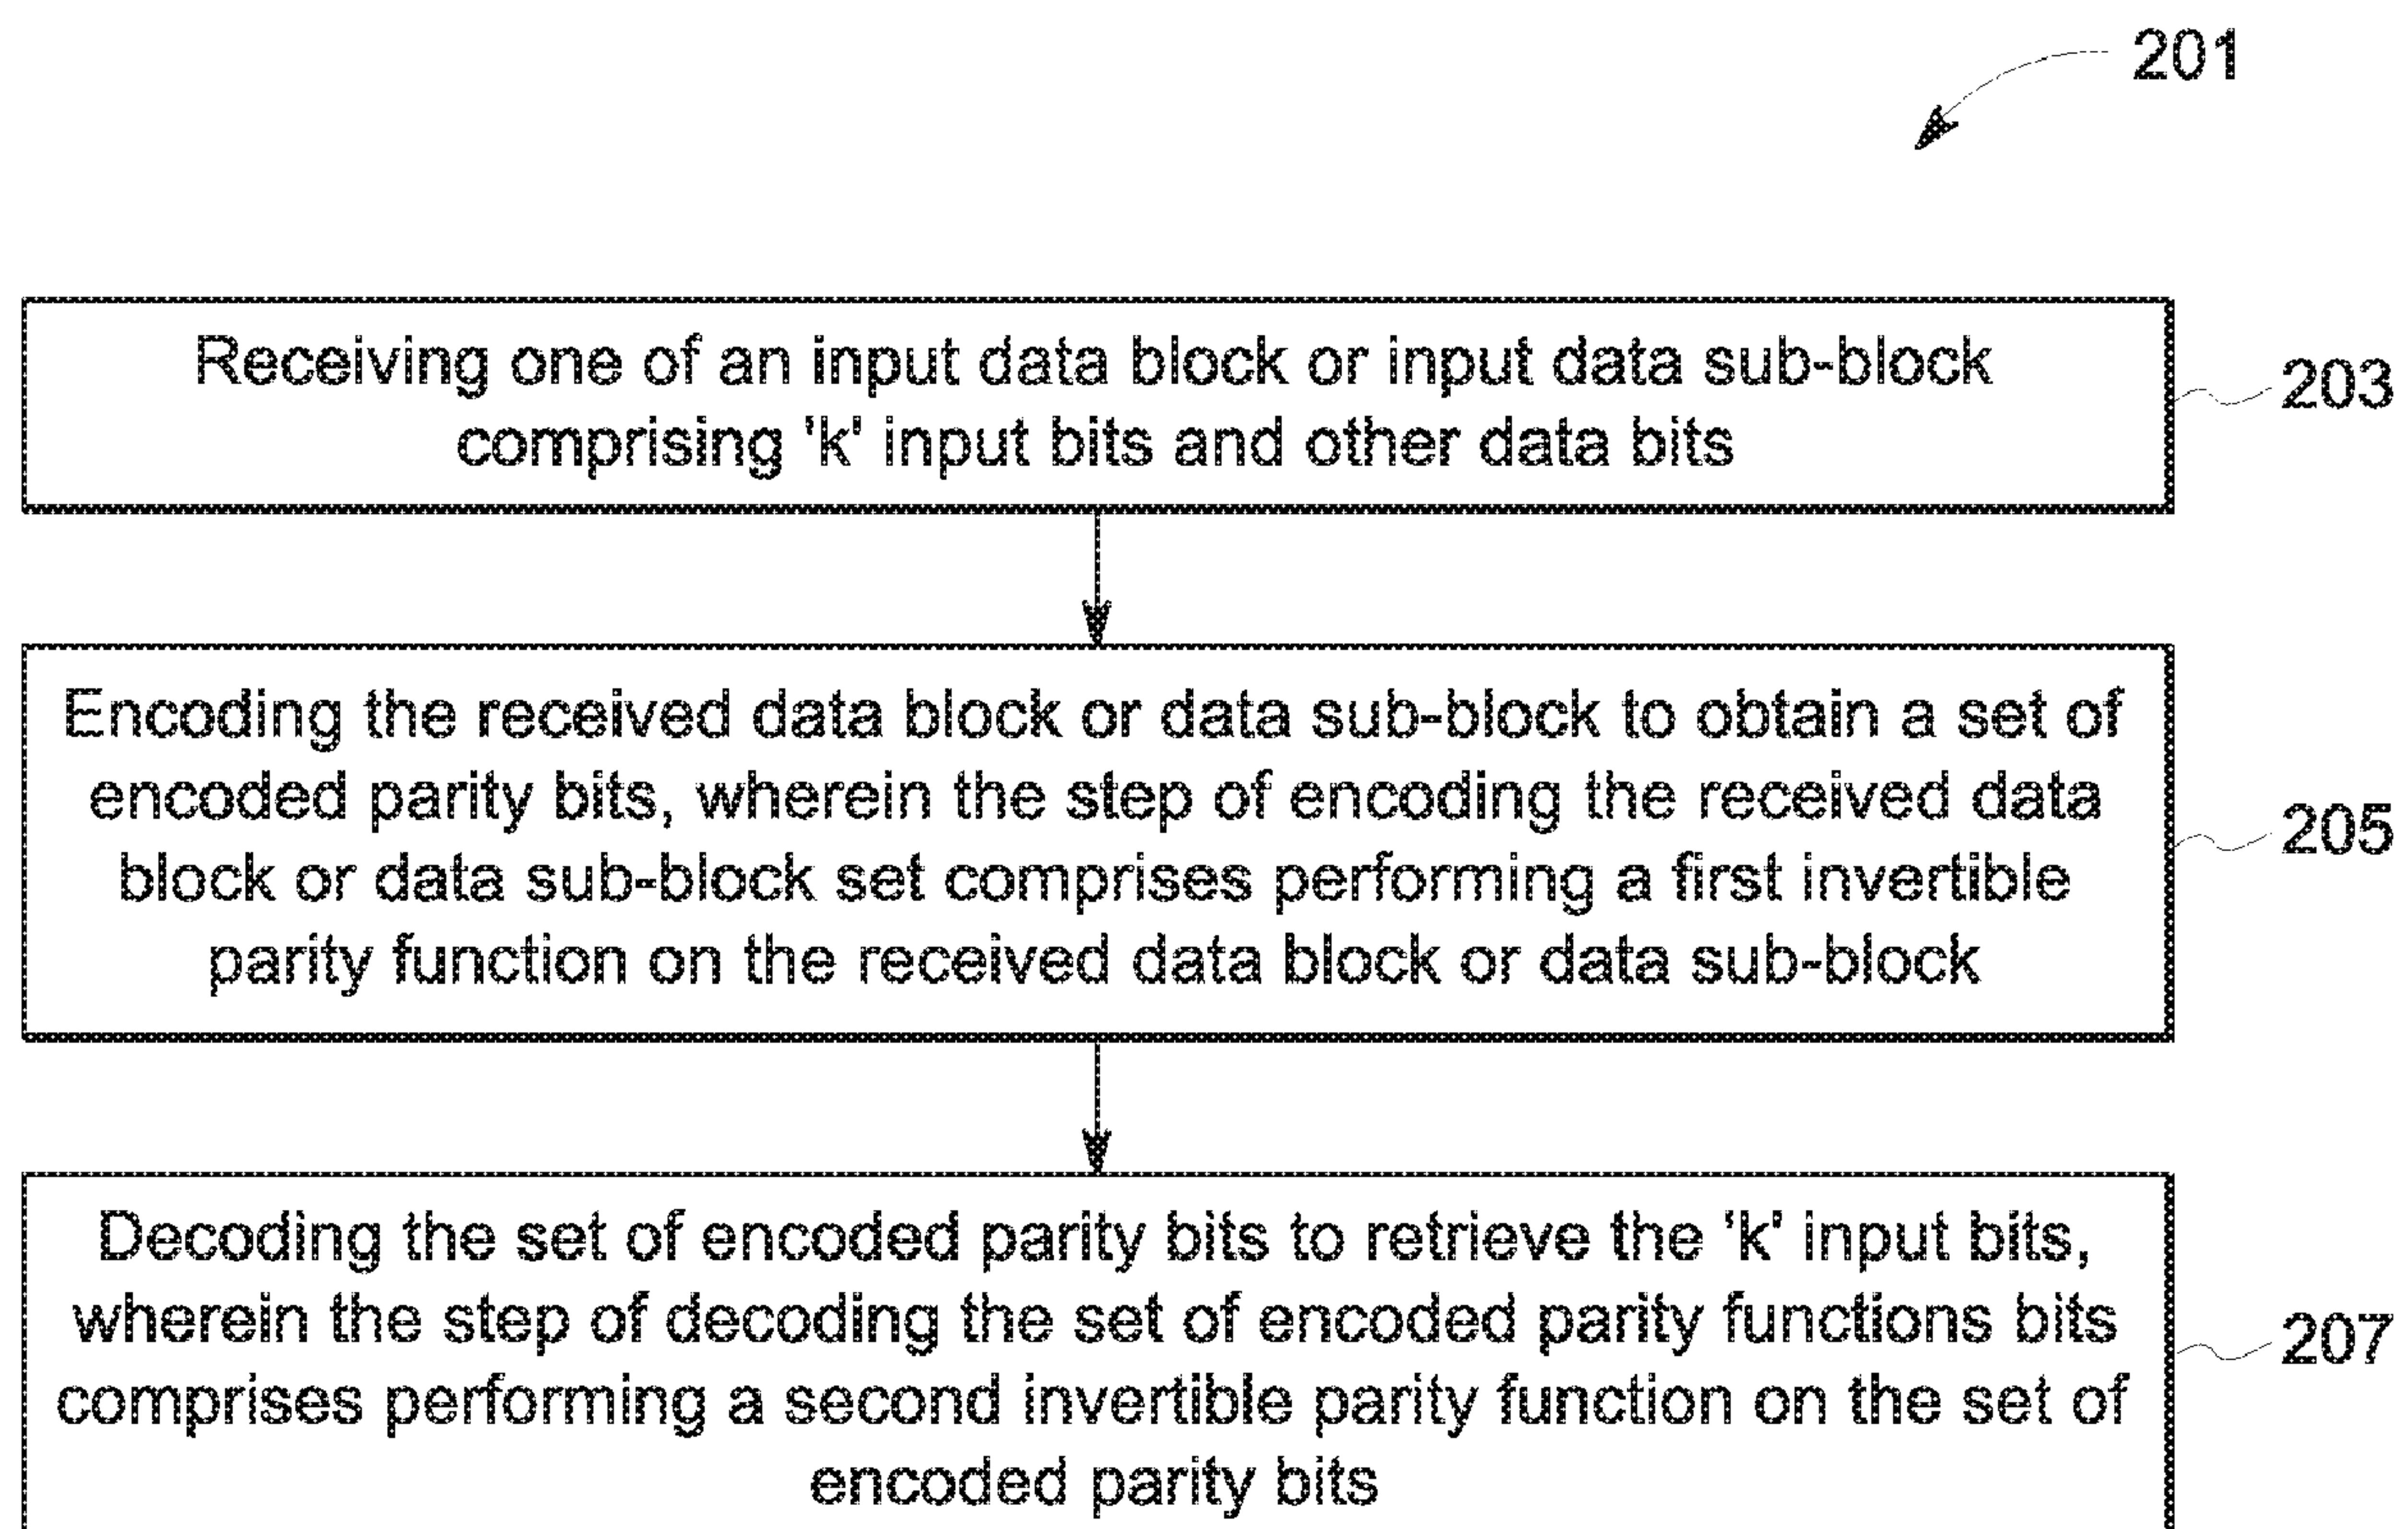 201
Receiving one of an input data block or input data sub-block
comprising 'k' input bits and other data bits
203
Encoding the received data block or data sub-block to obtain a set of
encoded parity bits, wherein the step of encoding the received data
block or data sub-block set comprises performing a first invertible
parity function on the received data block or data sub-block
205
Decoding the set of encoded parity bits to retrieve the 'k' input bits,
wherein the step of decoding the set of encoded parity functions bits
comprises performing a second invertible parity function on the set of
encoded parity bits
207